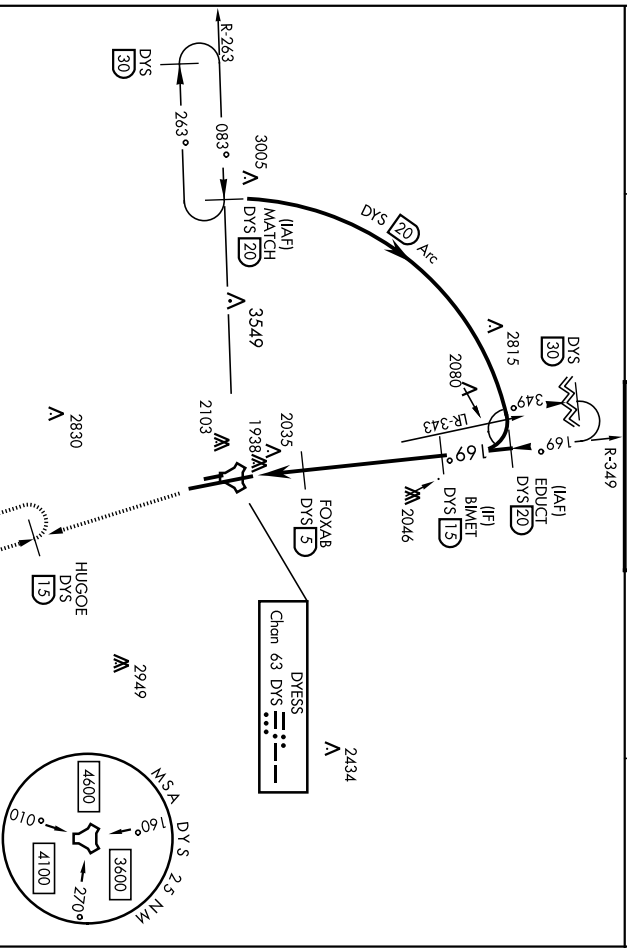 R-263
DYS
30
263°
083°
3005
(IAF)
MATCH
DYS 20
DYS 20 Arc
3549
2815
DYS
30
2080
349°
169°
R-349
LR-343
169°
(IAF)
EDUCT
DYS 20
(IF)
BIMET
DYS 15
2046
2103
1938
2035
FOXAB
DYS 5
2830
HUGOE
DYS
15
DYESS
Chan 63 DYS
2949
2434
MSA DYS 25 NM
4600
010°
160°
4100
3600
270°